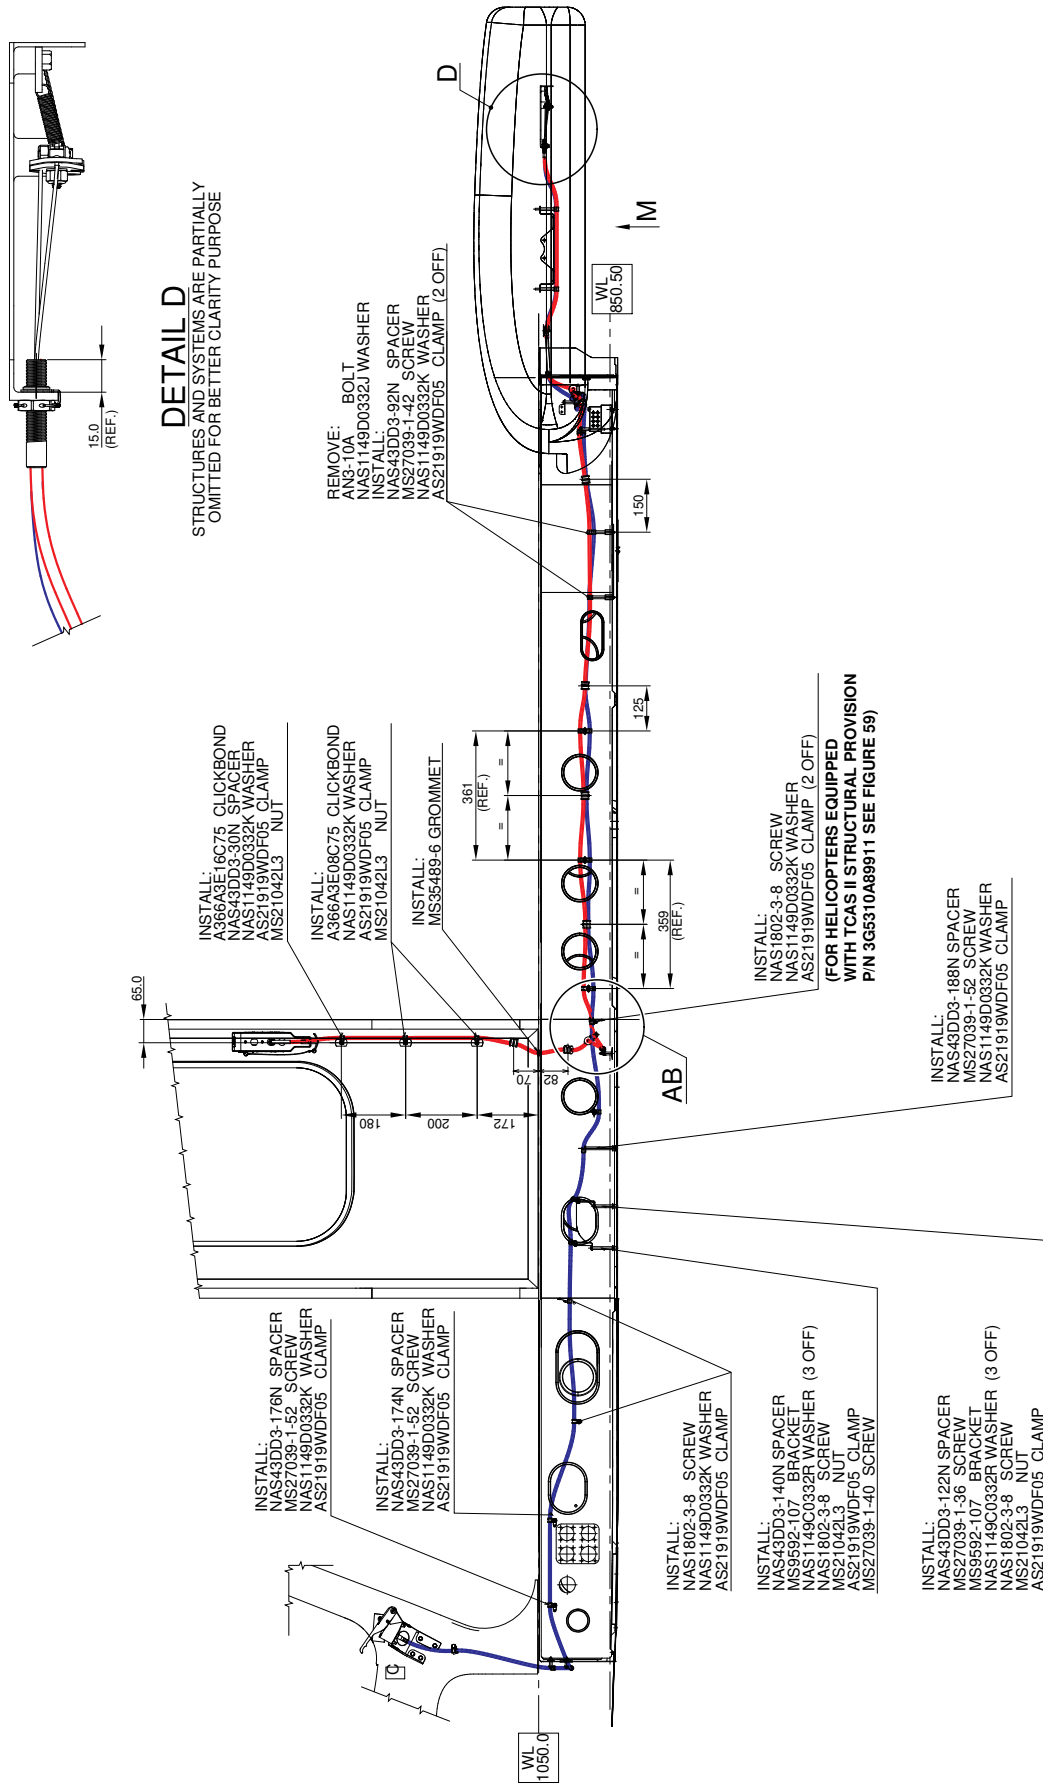 15.0
(REF.)
DETAIL D
STRUCTURES AND SYSTEMS ARE PARTIALLY
OMITTED FOR BETTER CLARITY PURPOSE
D
M
WL
850.50
REMOVE:
AN3-10A BOLT
NAS1149D0332J WASHER
INSTALL:
NAS43DD3-92N SPACER
MS27039-1-42 SCREW
NAS1149D0332K WASHER
AS21919WDF05 CLAMP (2 OFF)
150
125
361
(REF.)
=
=
359
(REF.)
=
=
INSTALL:
A366A3E16C75 CLICKBOND
NAS43DD3-30N SPACER
NAS1149D0332K WASHER
AS21919WDF05 CLAMP
MS21042L3 NUT
INSTALL:
A366A3E08C75 CLICKBOND
NAS1149D0332K WASHER
AS21919WDF05 CLAMP
MS21042L3 NUT
INSTALL:
MS35489-6 GROMMET
65.0
180
200
172
70
82
AB
INSTALL:
NAS1802-3-8 SCREW
NAS1149D0332K WASHER
AS21919WDF05 CLAMP (2 OFF)
(FOR HELICOPTERS EQUIPPED
WITH TCAS II STRUCTURAL PROVISION
P/N 3G5310A89911 SEE FIGURE 59)
INSTALL:
NAS43DD3-188N SPACER
MS27039-1-52 SCREW
NAS1149D0332K WASHER
AS21919WDF05 CLAMP
INSTALL:
NAS43DD3-176N SPACER
MS27039-1-52 SCREW
NAS1149D0332K WASHER
AS21919WDF05 CLAMP
INSTALL:
NAS43DD3-174N SPACER
MS27039-1-52 SCREW
NAS1149D0332K WASHER
AS21919WDF05 CLAMP
INSTALL:
NAS1802-3-8 SCREW
NAS1149D0332K WASHER
AS21919WDF05 CLAMP
INSTALL:
NAS43DD3-140N SPACER
MS9592-107 BRACKET
NAS1149C0332R WASHER (3 OFF)
NAS1802-3-8 SCREW
MS21042L3 NUT
AS21919WDF05 CLAMP
MS27039-1-40 SCREW
INSTALL:
NAS43DD3-122N SPACER
MS27039-1-36 SCREW
MS9592-107 BRACKET
NAS1149C0332R WASHER (3 OFF)
NAS1802-3-8 SCREW
MS21042L3 NUT
AS21919WDF05 CLAMP
C
WL
1050.0